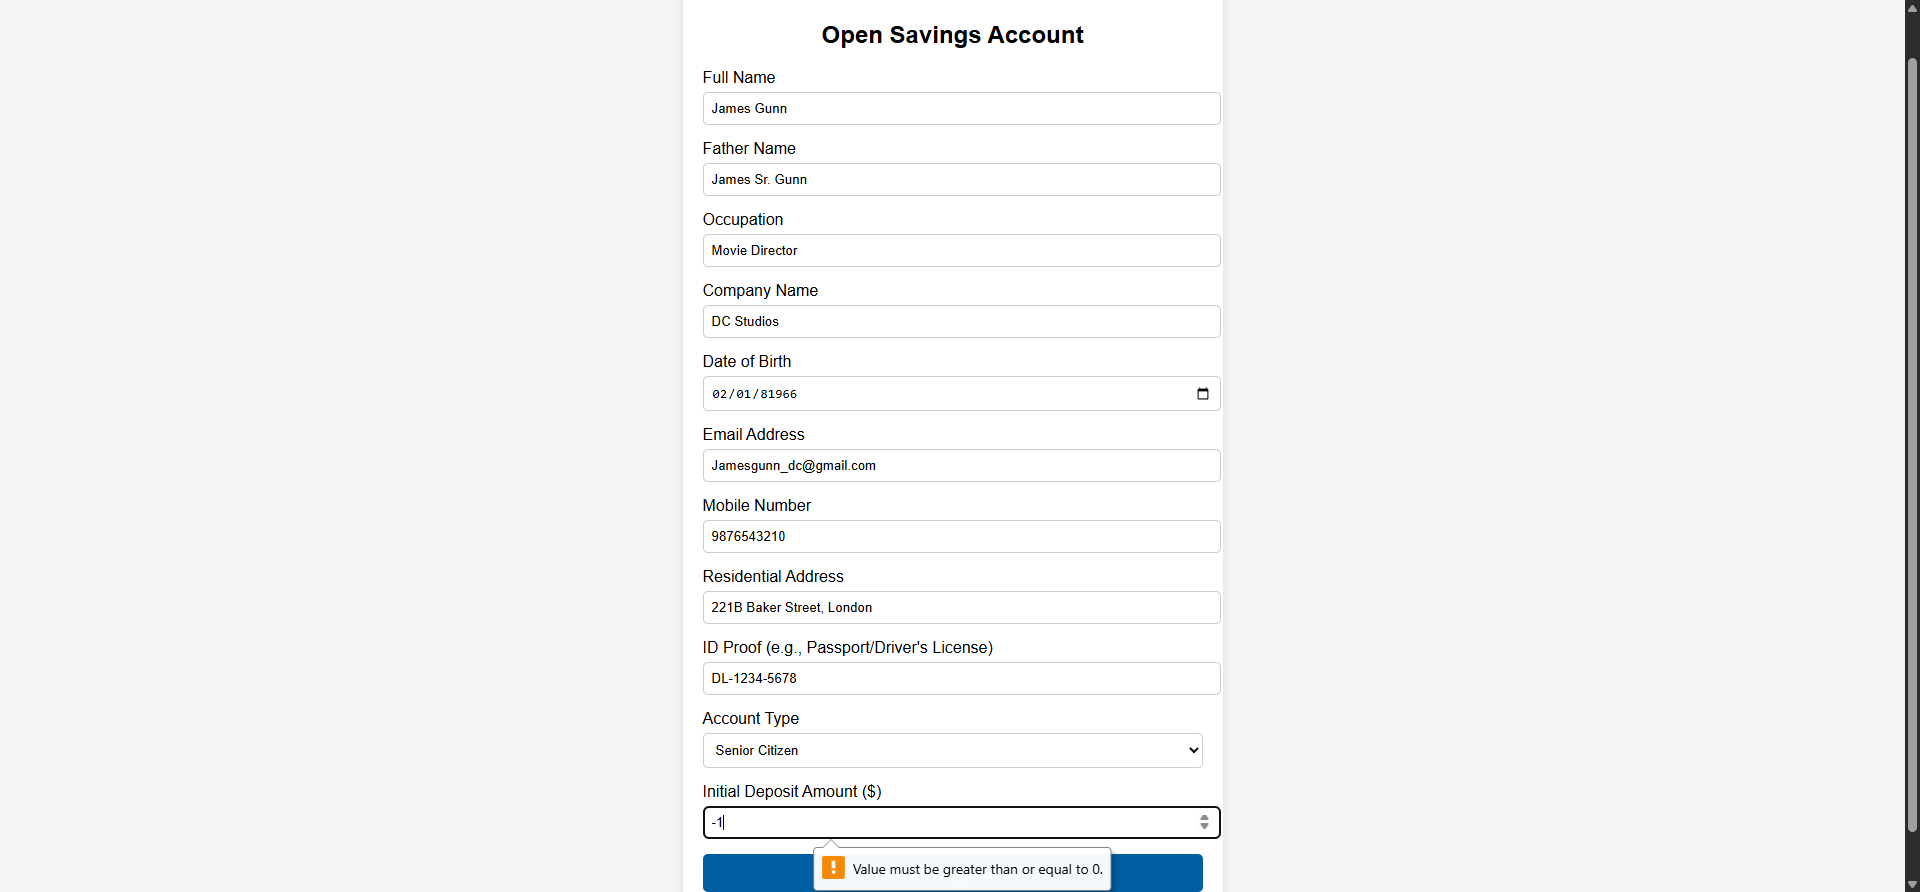 Open Savings Account
Full Name
James Gunn
Father Name
James Sr. Gunn
Occupation
Movie Director
Company Name
DC Studios
Date of Birth
02/01/81966
Email Address
Jamesgunn_dc@gmail.com
Mobile Number
9876543210
Residential Address
221B Baker Street, London
ID Proof (e.g., Passport/Driver's License)
DL-1234-5678
Account Type
Senior Citizen
Initial Deposit Amount ($)
-1
Value must be greater than or equal to 0.